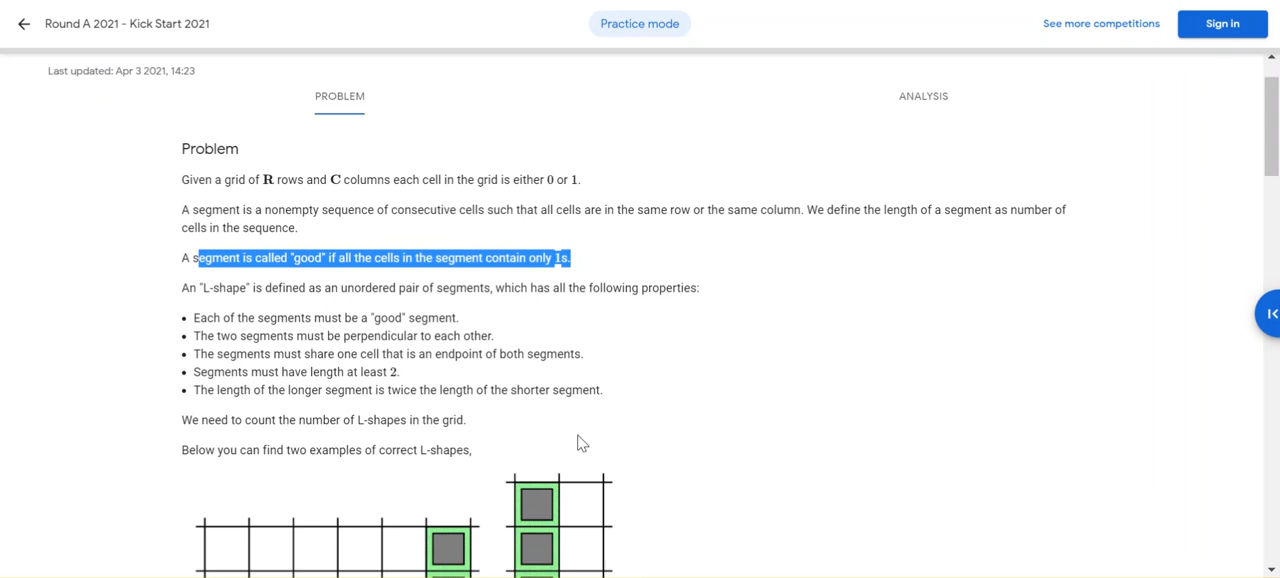 Round A 2021 - Kick Start 2021
Practice mode
See more competitions
Sign in
Last updated: Apr 3 2021, 14:23
PROBLEM
ANALYSIS
Problem
Given a grid of R rows and C columns each cell in the grid is either 0 or 1.
A segment is a nonempty sequence of consecutive cells such that all cells are in the same row or the same column. We define the length of a segment as number of
cells in the sequence.
A segment is called "good" if all the cells in the segment contain only 1s.
An "L-shape" is defined as an unordered pair of segments, which has all the following properties:
• Each of the segments must be a "good" segment.
• The two segments must be perpendicular to each other.
• The segments must share one cell that is an endpoint of both segments.
• Segments must have length at least 2.
• The length of the longer segment is twice the length of the shorter segment.
We need to count the number of L-shapes in the grid.
Below you can find two examples of correct L-shapes,